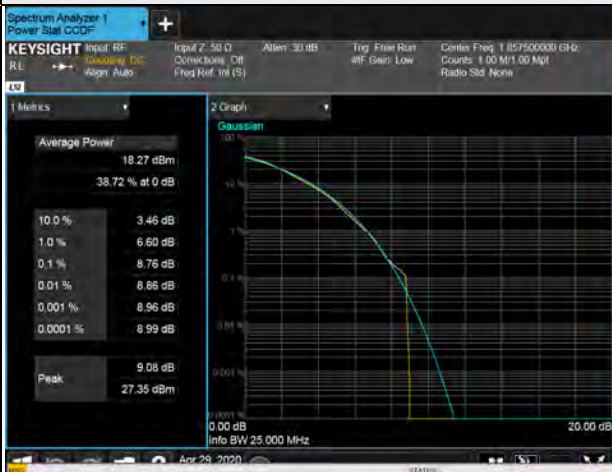 Spectrum Analyzer 1
Power Stat CCDF
+
KEYSIGHT
RL
Input: RF
Coupling: DC
Align: Auto
Input Z: 50 Ω
Corrections: Off
Freq Ref: Int (S)
Atten: 30 dB
Trig: Free Run
#IF Gain: Low
Center Freq: 1.857500000 GHz
Counts: 1.00 M/1.00 Mpt
Radio Std: None
1 Metrics
Average Power
18.27 dBm
38.72 % at 0 dB
10.0 % 3.46 dB
1.0 % 6.60 dB
0.1 % 8.76 dB
0.01 % 8.86 dB
0.001 % 8.96 dB
0.0001 % 8.99 dB
Peak
9.08 dB
27.35 dBm
2 Graph
Gaussian
100 %
10 %
1 %
0.1 %
0.01 %
0.001 %
0.0001 %
0.00 dB 20.00 dB
Info BW 25.000 MHz
Apr 29, 2020
MSG
STATUS